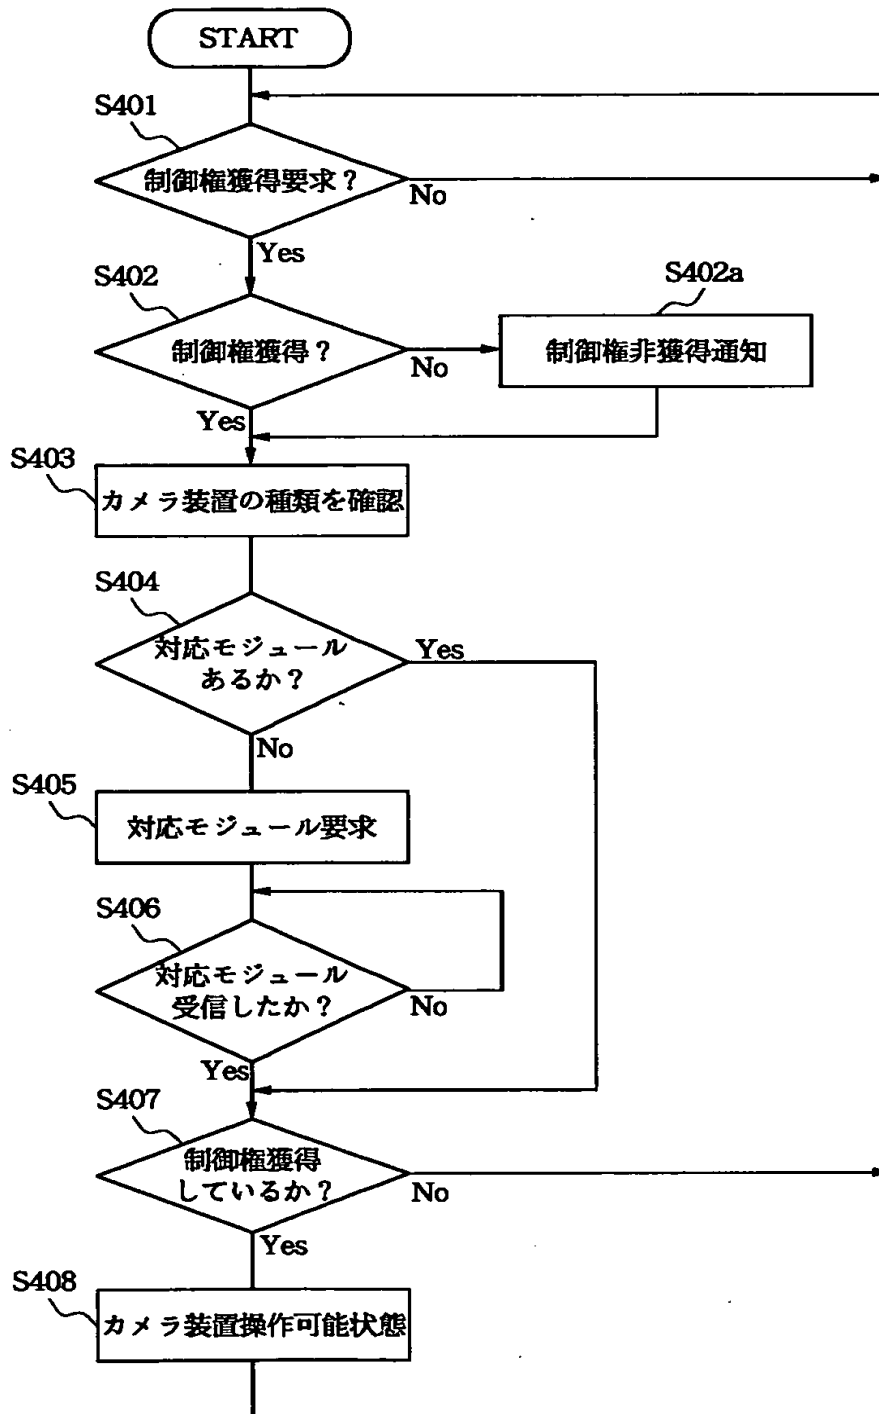 START
S401
制御権獲得要求？
No
Yes
S402
制御権獲得？
No
S402a
制御権非獲得通知
Yes
S403
カメラ装置の種類を確認
S404
対応モジュール
あるか？
Yes
No
S405
対応モジュール要求
S406
対応モジュール
受信したか？
No
Yes
S407
制御権獲得
しているか？
No
Yes
S408
カメラ装置操作可能状態